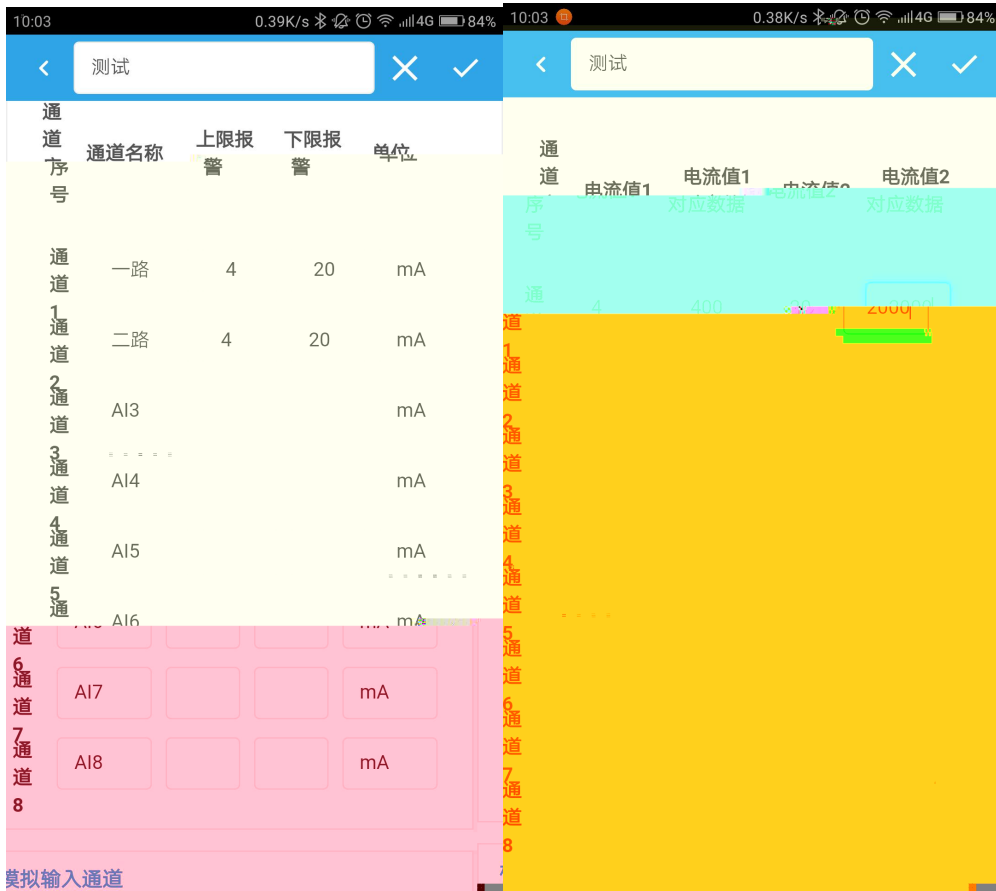 10:03 0.39K/s 4G 84%
测试
通道序号 通道名称 上限报警 下限报警 单位
通道1 一路 4 20 mA
通道2 二路 4 20 mA
通道3 AI3 mA
通道4 AI4 mA
通道5 AI5 mA
通道6 AI6 mA
通道7 AI7 mA
通道8 AI8 mA
模拟输入通道
10:03 0.38K/s 4G 84%
测试
通道序号 电流值1 电流值1对应数据 电流值2 电流值2对应数据
通道1 4 400 20
通道2
通道3
通道4
通道5
通道6
通道7
通道8